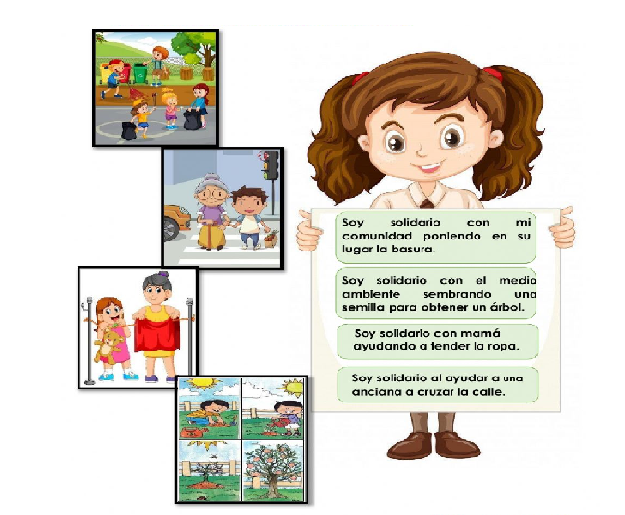 Soy solidario con mi
comunidad poniendo en su
lugar la basura.
Soy solidario con el medio
ambiente sembrando una
semilla para obtener un árbol.
Soy solidario con mamá
ayudando a tender la ropa.
Soy solidario al ayudar a una
anciana a cruzar la calle.